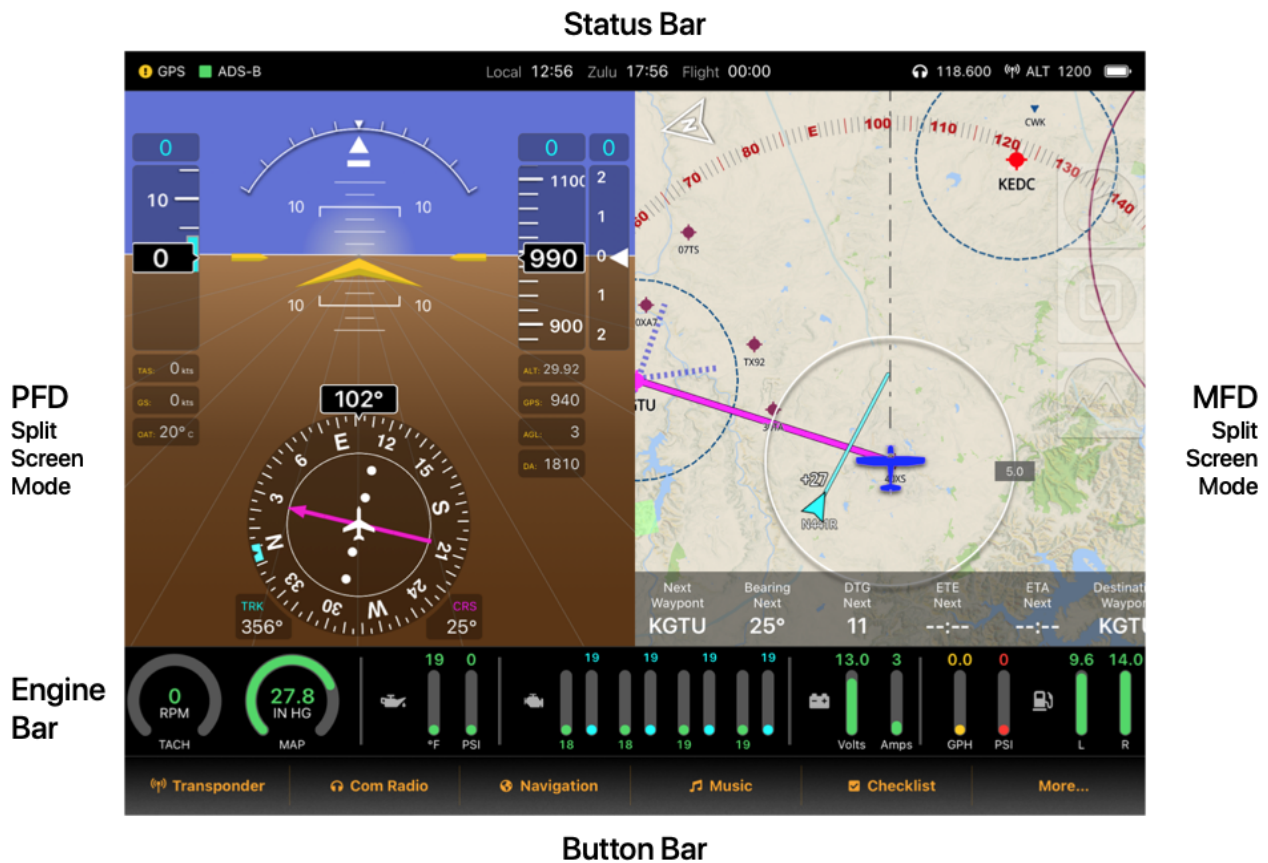 Status Bar
GPS ADS-B Local 12:56 Zulu 17:56 Flight 00:00 118.600 ALT 1200
PFD
Split
Screen
Mode
0
10
0
10 10
10 10
0 0
1100
990
900
2
1
0
1
2
TAS: 0 kts
GS: 0 kts
OAT: 20° c
ALT: 29.92
GPS: 940
AGL: 3
DA: 1810
102°
N 3 6 E 12 15 S 21 24 W 30 33
TRK
356°
CRS
25°
N
60 70 80 E 100 110 120 130 140
CWK
KEDC
07TS
TX92
5.0
+27
Next
Waypont
KGTU
Bearing
Next
25°
DTG
Next
11
ETE
Next
--:--
ETA
Next
--:--
MFD
Split
Screen
Mode
Engine
Bar
0
RPM
TACH
27.8
IN HG
MAP
19 0
°F PSI
19 19 19 19
18 18 19 19
13.0 3
Volts Amps
0.0 0
GPH PSI
9.6 14.0
L R
Transponder Com Radio Navigation Music Checklist More...
Button Bar